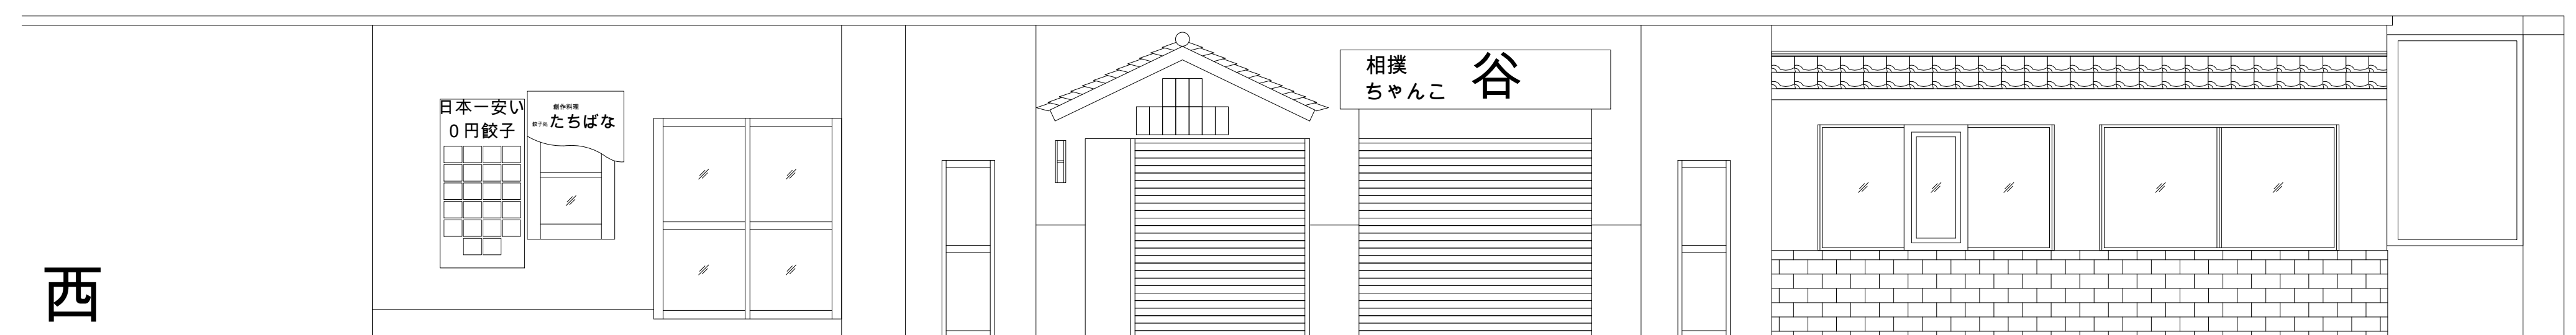 日本一安い
0円餃子
創作料理
餃子処 たちばな
相撲
ちゃんこ
谷
西